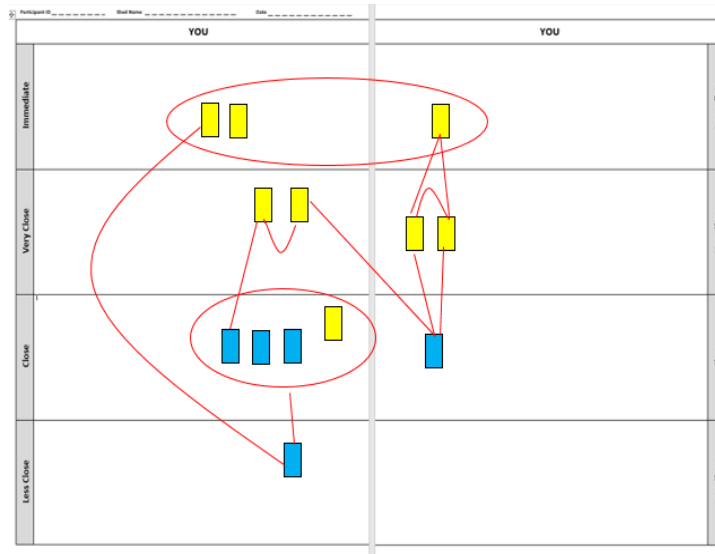 Participant ID _ _ _ _ _ _ _ _ _ Shed Name _ _ _ _ _ _ _ _ _ _ _ _ _ _ _ Date _ _ _ _ _ _ _ _ _ _ _ _ _ _
YOU YOU
Immediate
Very Close
Close
Less Close